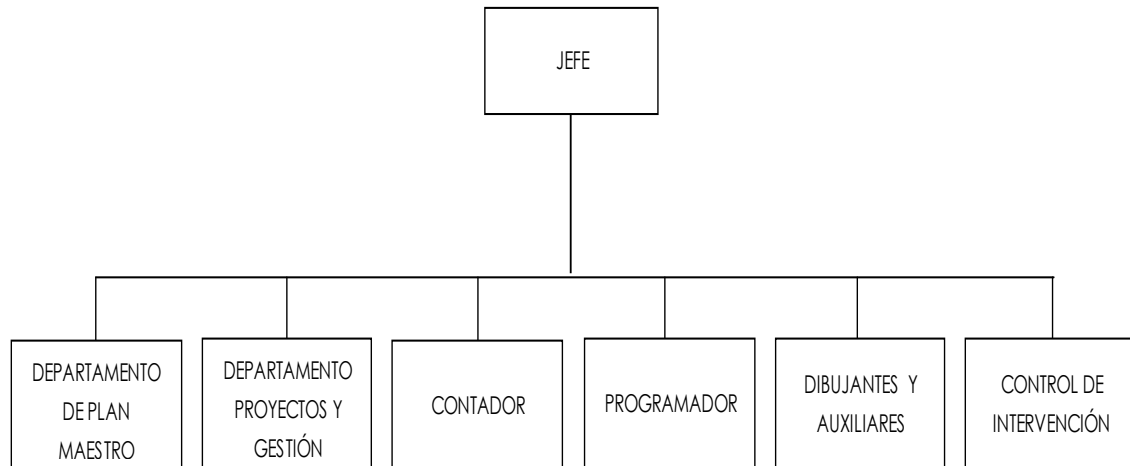 JEFE
DEPARTAMENTO
DE PLAN
MAESTRO
DEPARTAMENTO
PROYECTOS Y
GESTIÓN
CONTADOR
PROGRAMADOR
DIBUJANTES Y
AUXILIARES
CONTROL DE
INTERVENCIÓN